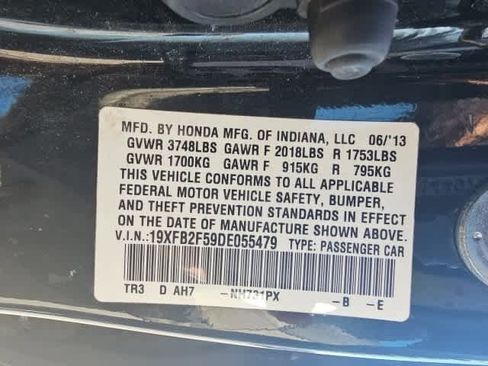 MFD. BY HONDA MFG. OF INDIANA, LLC 06/'13
GVWR 3748LBS GAWR F 2018LBS R 1753LBS
GVWR 1700KG GAWR F 915KG R 795KG
THIS VEHICLE CONFORMS TO ALL APPLICABLE
FEDERAL MOTOR VEHICLE SAFETY, BUMPER,
AND THEFT PREVENTION STANDARDS IN EFFECT
ON THE DATE OF MANUFACTURE SHOWN ABOVE.
V.I.N.: 19XFB2F59DE055479 TYPE: PASSENGER CAR
TR3 D AH7 -NH731PX -B -E